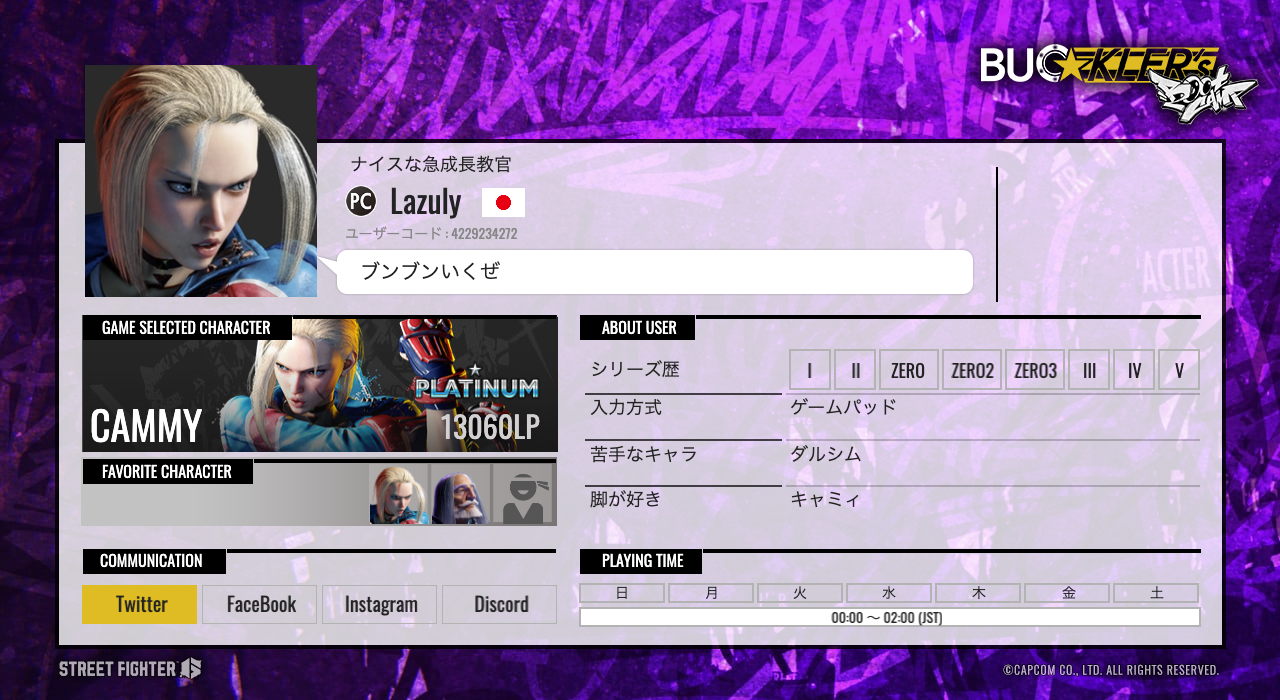 BUCKLER'S
BOOT CAMP
ナイスな急成長教官
PC Lazuly
ユーザーコード : 4229234272
ブンブンいくぜ
ACTER
GAME SELECTED CHARACTER
PLATINUM
CAMMY 13060LP
FAVORITE CHARACTER
ABOUT USER
シリーズ歴 I II ZERO ZERO2 ZERO3 III IV V
入力方式 ゲームパッド
苦手なキャラ ダルシム
脚が好き キャミィ
COMMUNICATION
Twitter FaceBook Instagram Discord
PLAYING TIME
日 月 火 水 木 金 土
00:00 ～ 02:00 (JST)
STREET FIGHTER 6
©CAPCOM CO., LTD. ALL RIGHTS RESERVED.